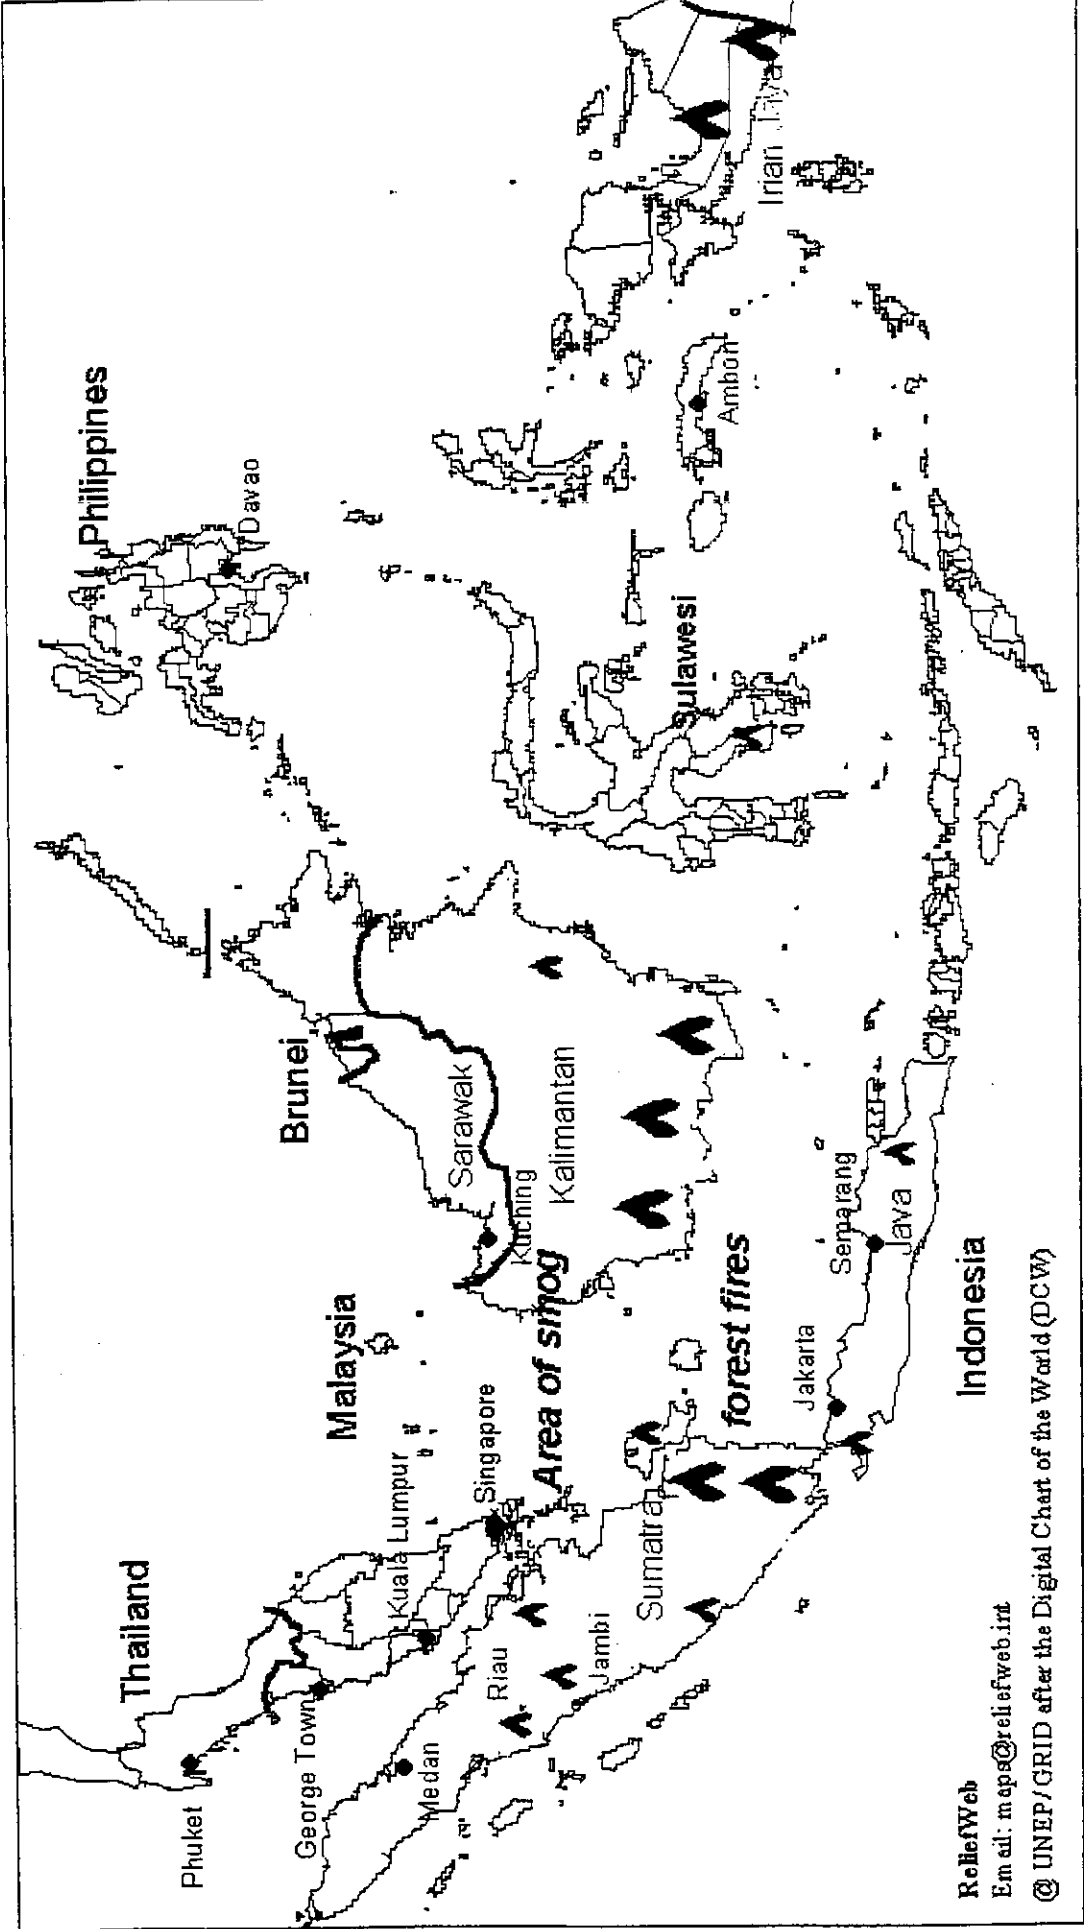 Thailand
Philippines
Phuket
Davao
Brunei
Malaysia
George Town
Kuala Lumpur
Medan
Sarawak
Singapore
Kuching
Riau
Area of smog
Kalimantan
Jambi
Sumatra
Sulawesi
Ambon
forest fires
Irian Jaya
Jakarta
Semarang
Java
Indonesia
ReliefWeb
Email: maps@reliefweb.int
@ UNEP/GRID after the Digital Chart of the World (DCW)